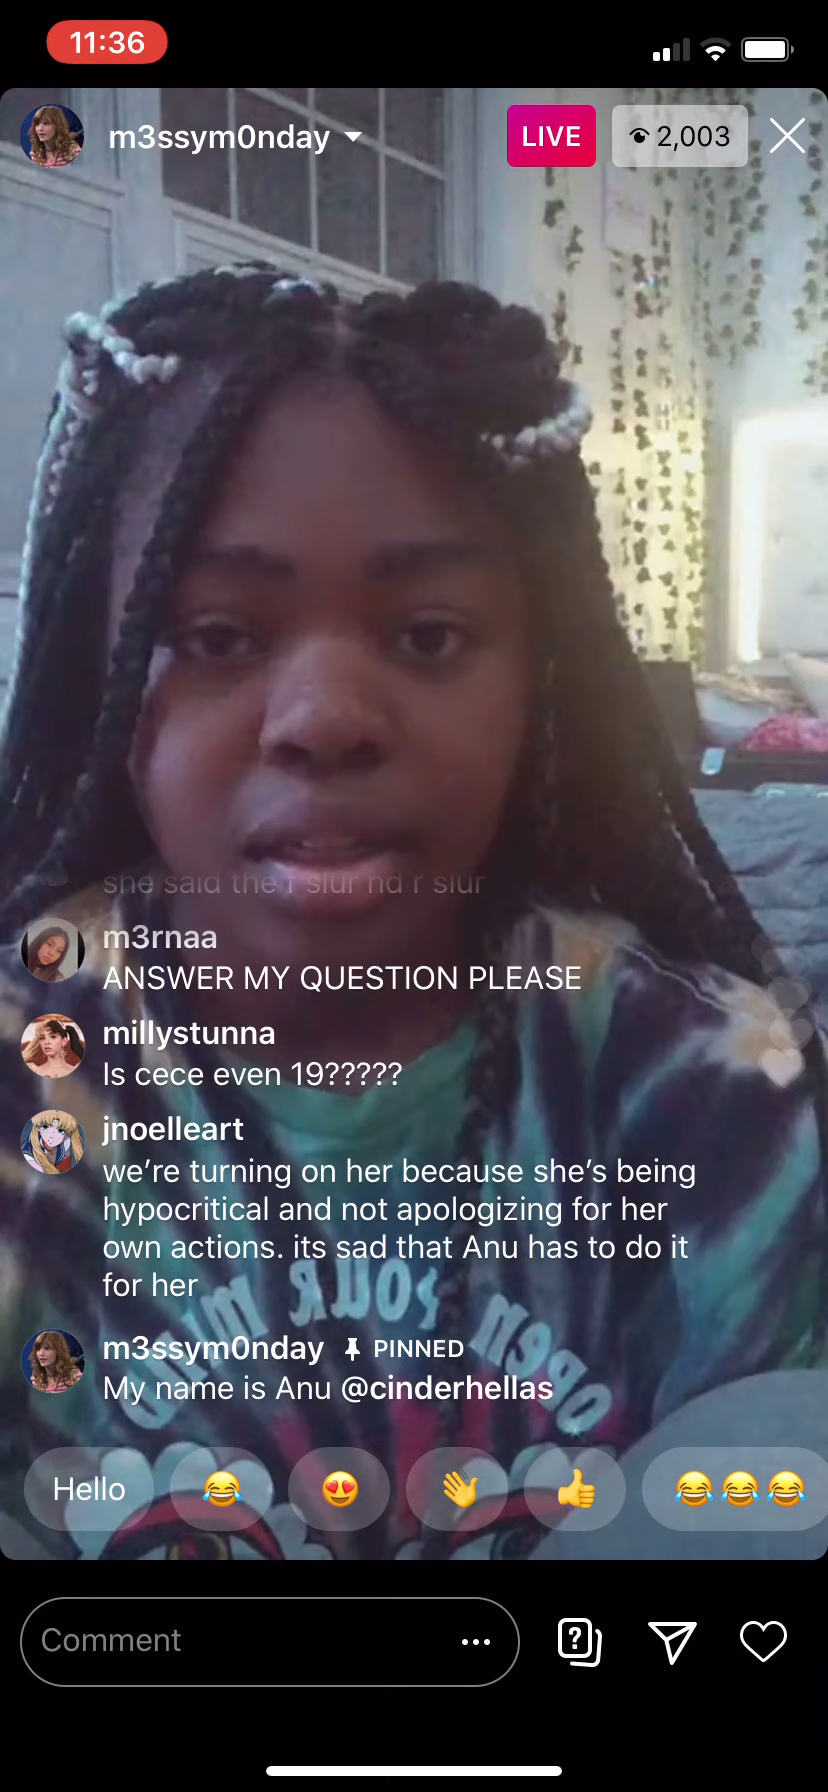 11:36
m3ssym0nday
LIVE
2,003
she said the f slur nd r slur
m3rnaa
ANSWER MY QUESTION PLEASE
millystunna
Is cece even 19?????
jnoelleart
we're turning on her because she's being
hypocritical and not apologizing for her
own actions. its sad that Anu has to do it
for her
m3ssym0nday PINNED
My name is Anu @cinderhellas
OPEN YOUR MIND
Hello
Comment